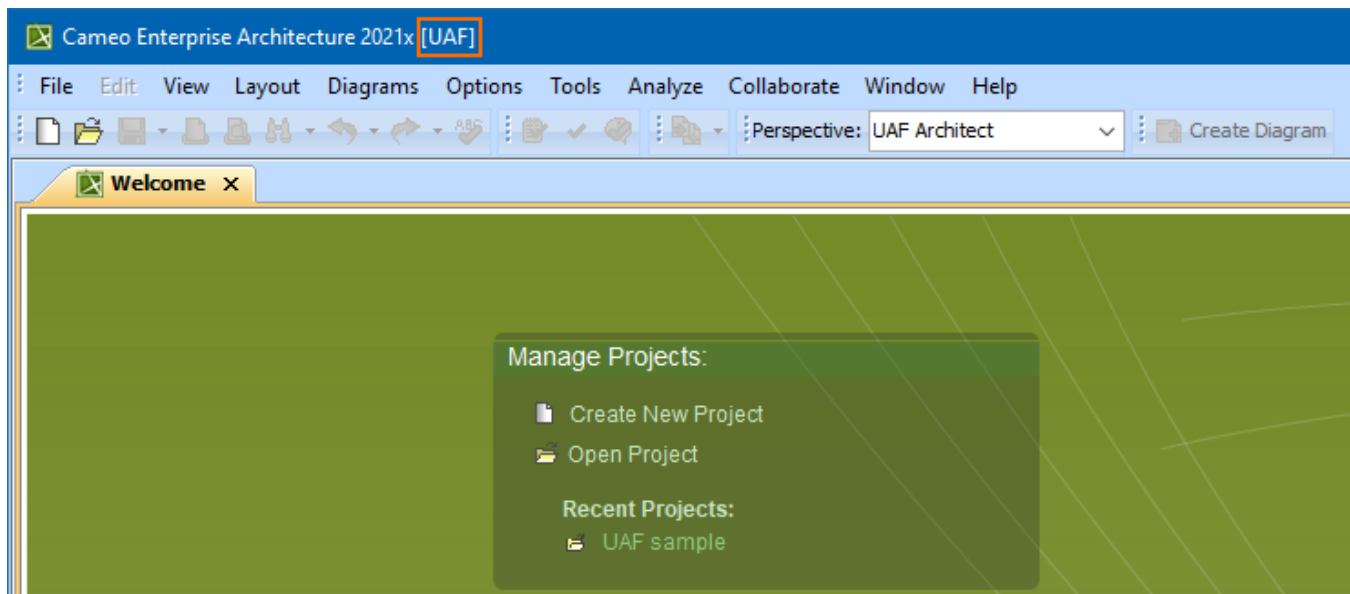 Cameo Enterprise Architecture 2021x [UAF]
File Edit View Layout Diagrams Options Tools Analyze Collaborate Window Help
ABC Perspective: UAF Architect Create Diagram
Welcome X
Manage Projects:
Create New Project
Open Project
Recent Projects:
UAF sample